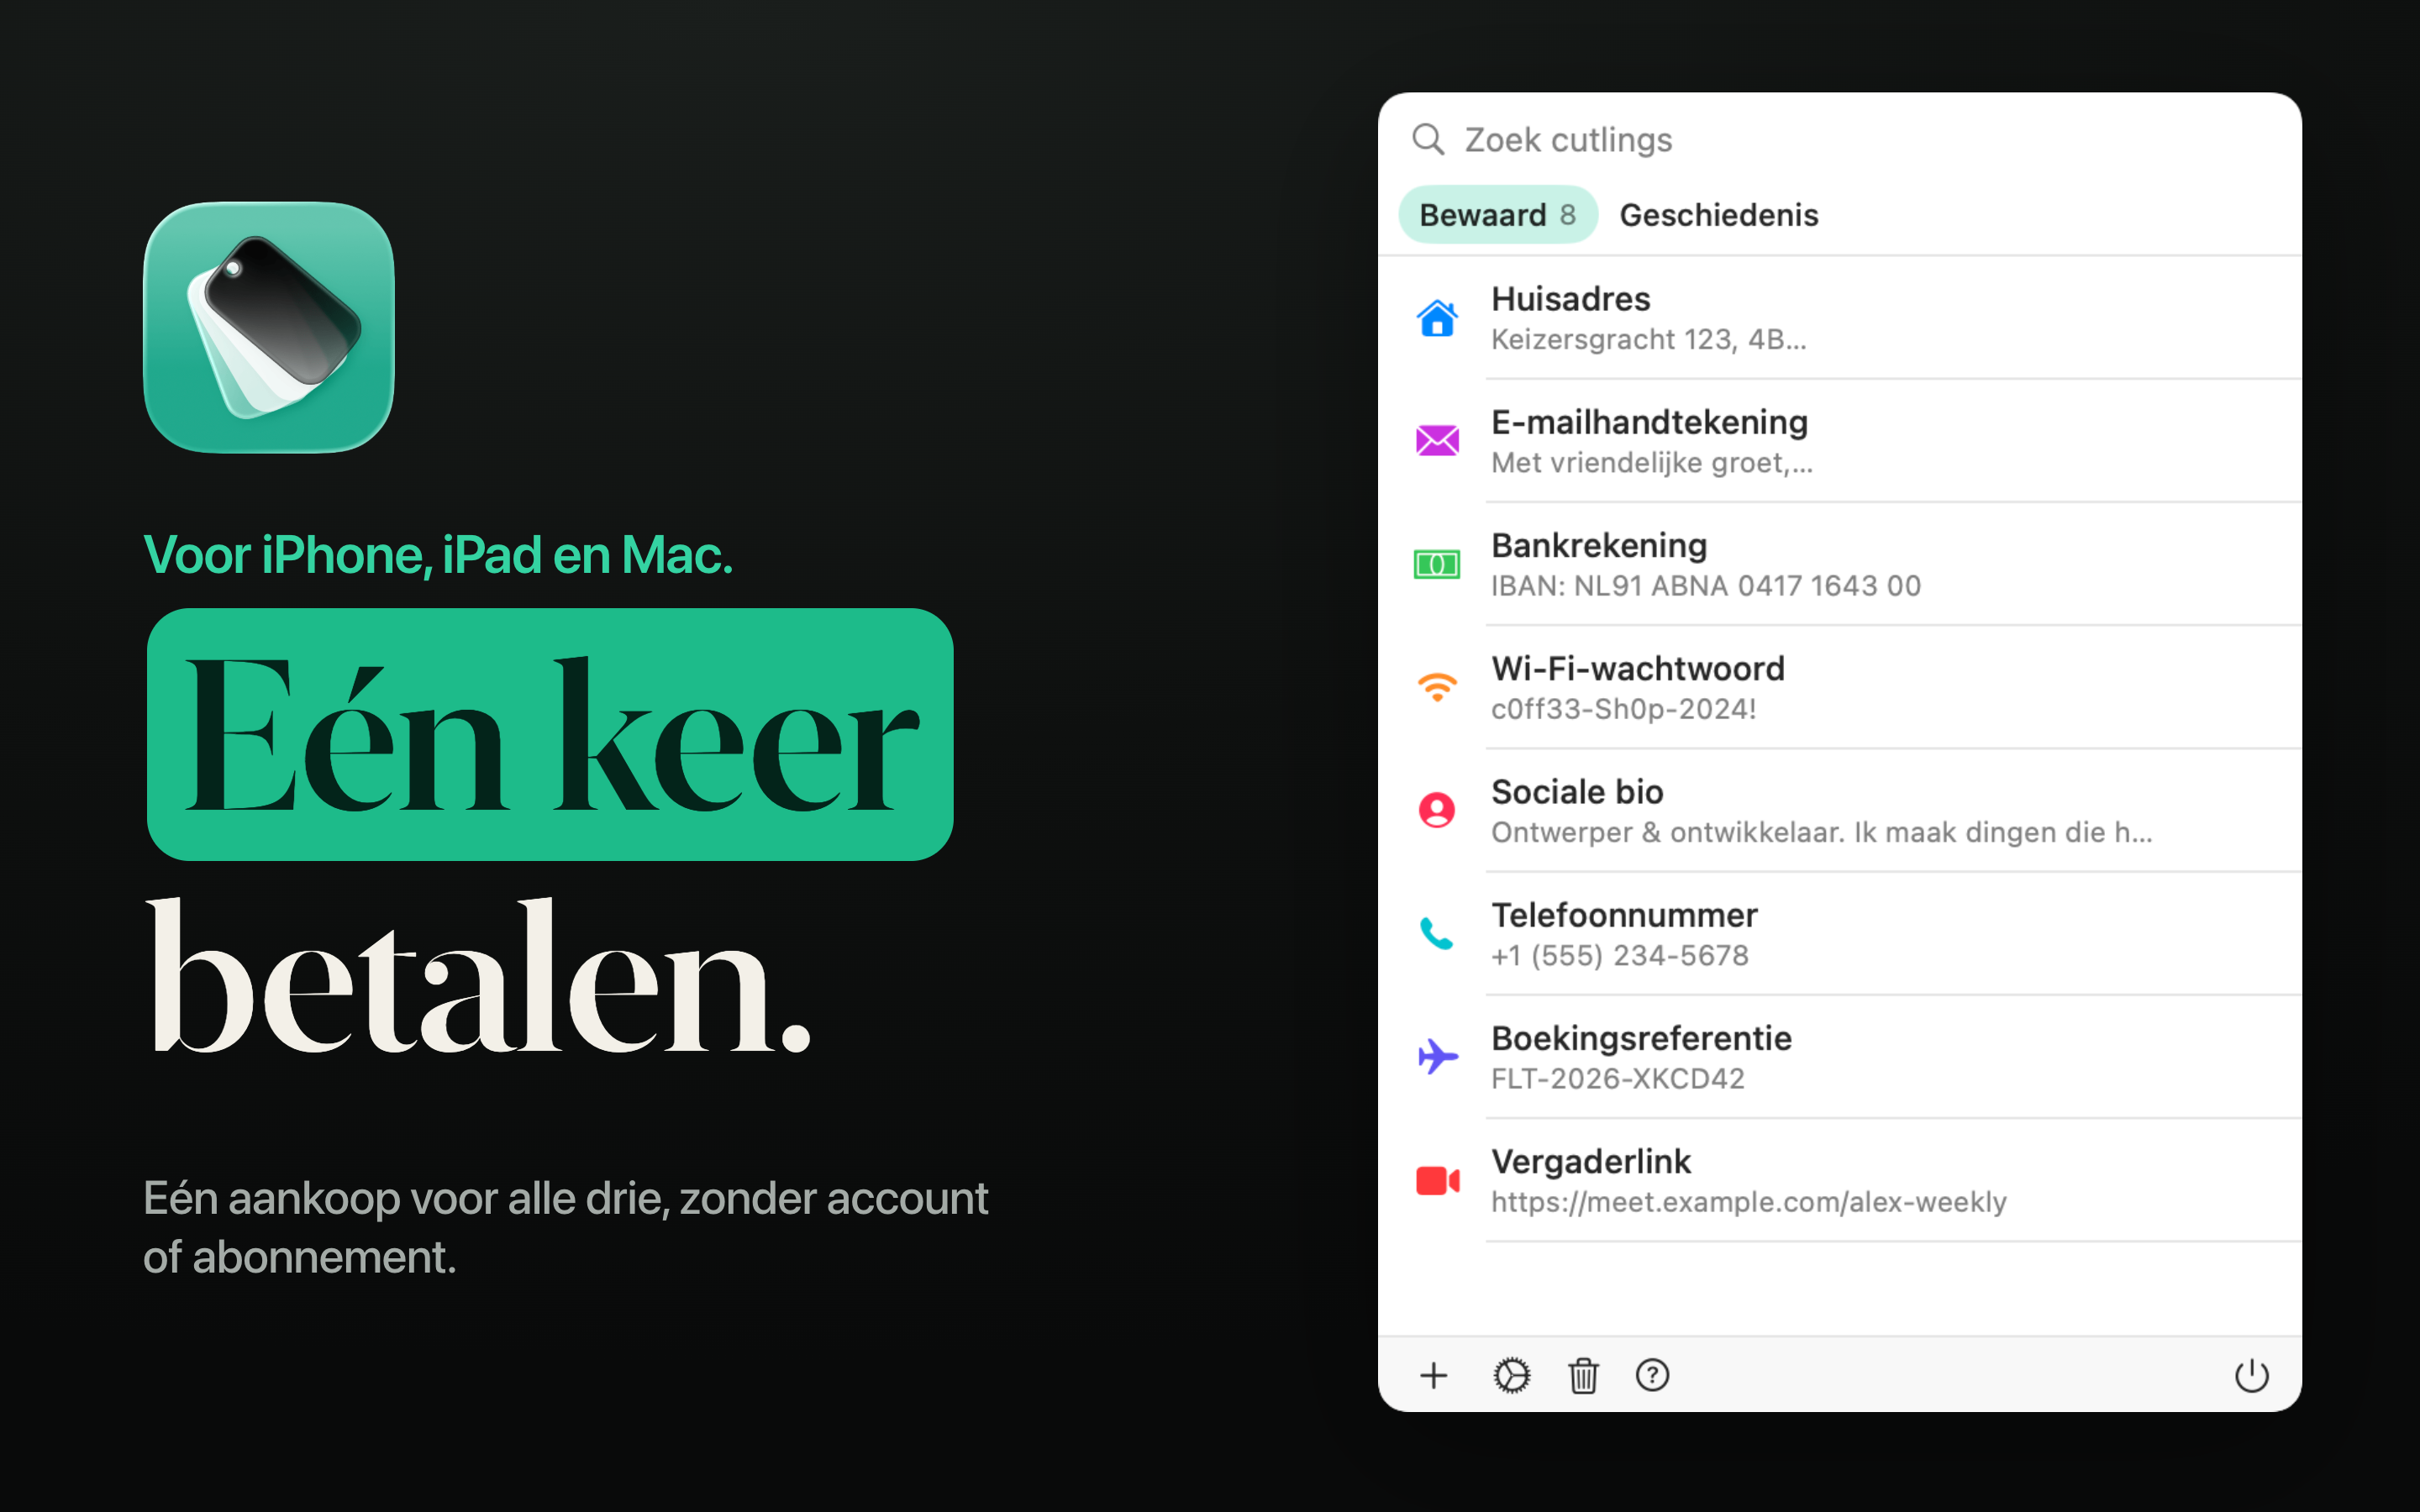 Voor iPhone, iPad en Mac.
Eén keer
betalen.
Eén aankoop voor alle drie, zonder account
of abonnement.
Zoek cutlings
Bewaard 8 Geschiedenis
Huisadres
Keizersgracht 123, 4B...
E-mailhandtekening
Met vriendelijke groet,...
Bankrekening
IBAN: NL91 ABNA 0417 1643 00
Wi-Fi-wachtwoord
c0ff33-Sh0p-2024!
Sociale bio
Ontwerper & ontwikkelaar. Ik maak dingen die h...
Telefoonnummer
+1 (555) 234-5678
Boekingsreferentie
FLT-2026-XKCD42
Vergaderlink
https://meet.example.com/alex-weekly